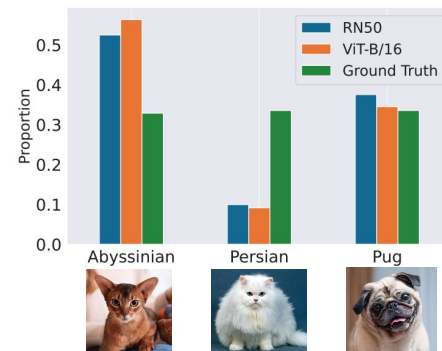 Proportion
0.5
0.4
0.3
0.2
0.1
0.0
RN50
ViT-B/16
Ground Truth
Abyssinian Persian Pug